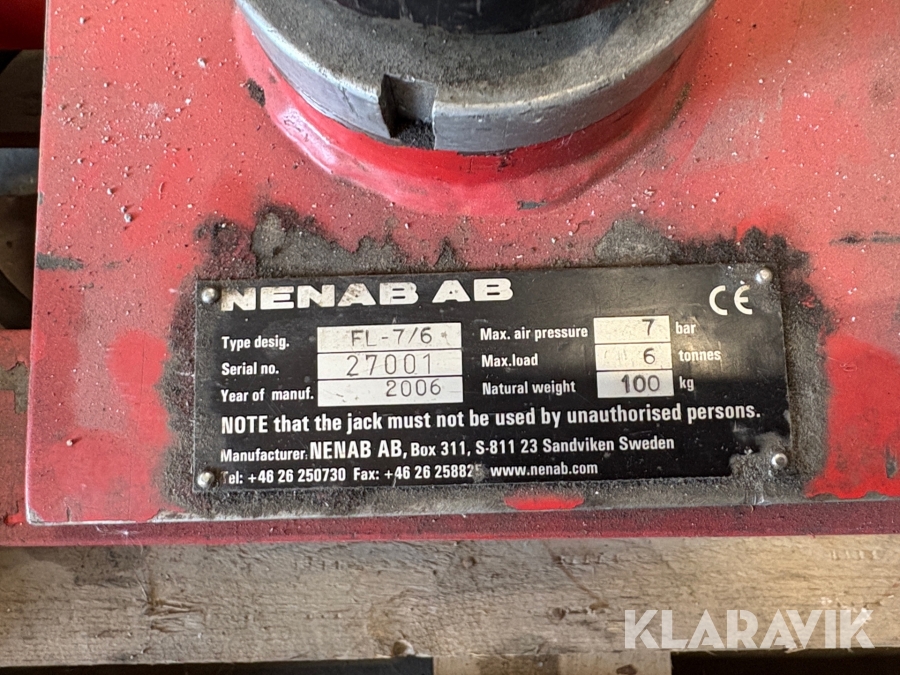 NENAB AB
CE
Type desig. FL-7/6 Max. air pressure 7 bar
Serial no. 27001 Max.load 6 tonnes
Year of manuf. 2006 Natural weight 100 kg
NOTE that the jack must not be used by unauthorised persons.
Manufacturer: NENAB AB, Box 311, S-811 23 Sandviken Sweden
Tel: +46 26 250730 Fax: +46 26 258825 www.nenab.com
KLARAVIK